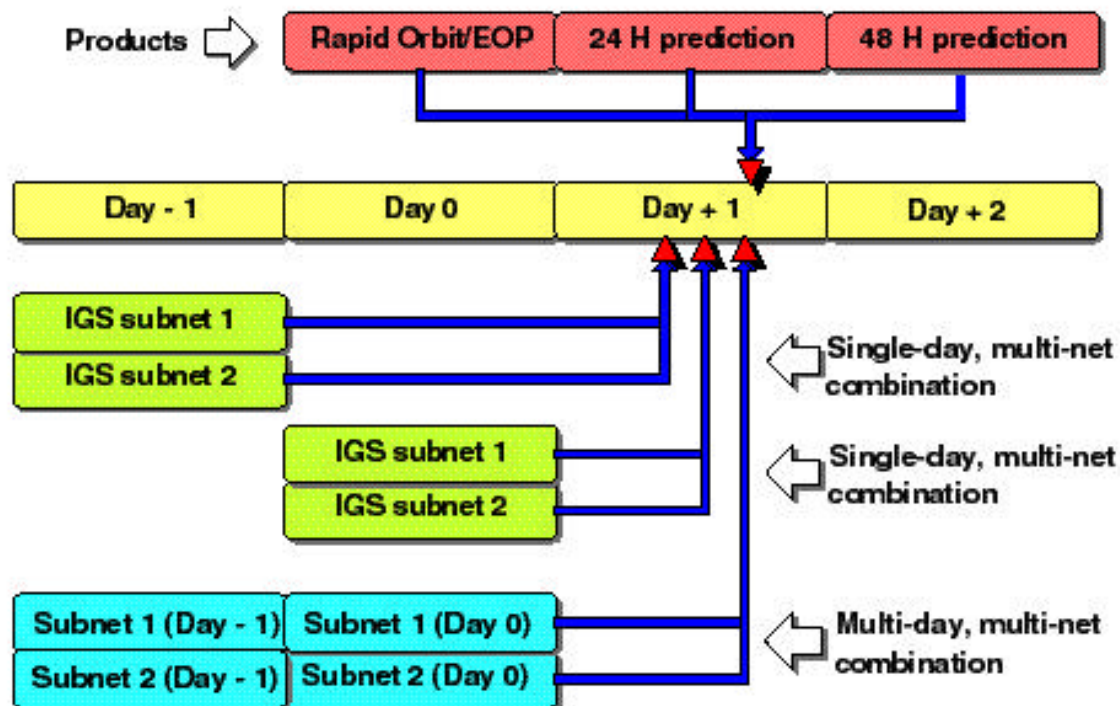 Products
Rapid Orbit/EOP
24 H prediction
48 H prediction
Day - 1
Day 0
Day + 1
Day + 2
IGS subnet 1
IGS subnet 2
Single-day, multi-net
combination
IGS subnet 1
IGS subnet 2
Single-day, multi-net
combination
Subnet 1 (Day - 1)
Subnet 1 (Day 0)
Subnet 2 (Day - 1)
Subnet 2 (Day 0)
Multi-day, multi-net
combination